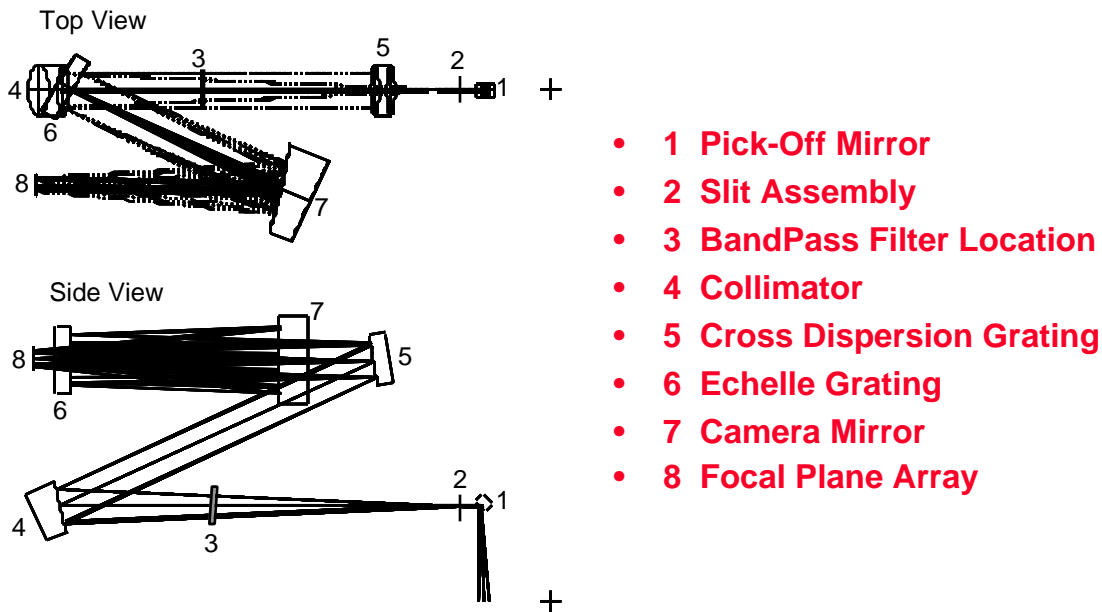 Top View
3
5
2
4
1
6
8
7
Side View
7
8
5
6
2
1
4
3
• 1 Pick-Off Mirror
• 2 Slit Assembly
• 3 BandPass Filter Location
• 4 Collimator
• 5 Cross Dispersion Grating
• 6 Echelle Grating
• 7 Camera Mirror
• 8 Focal Plane Array